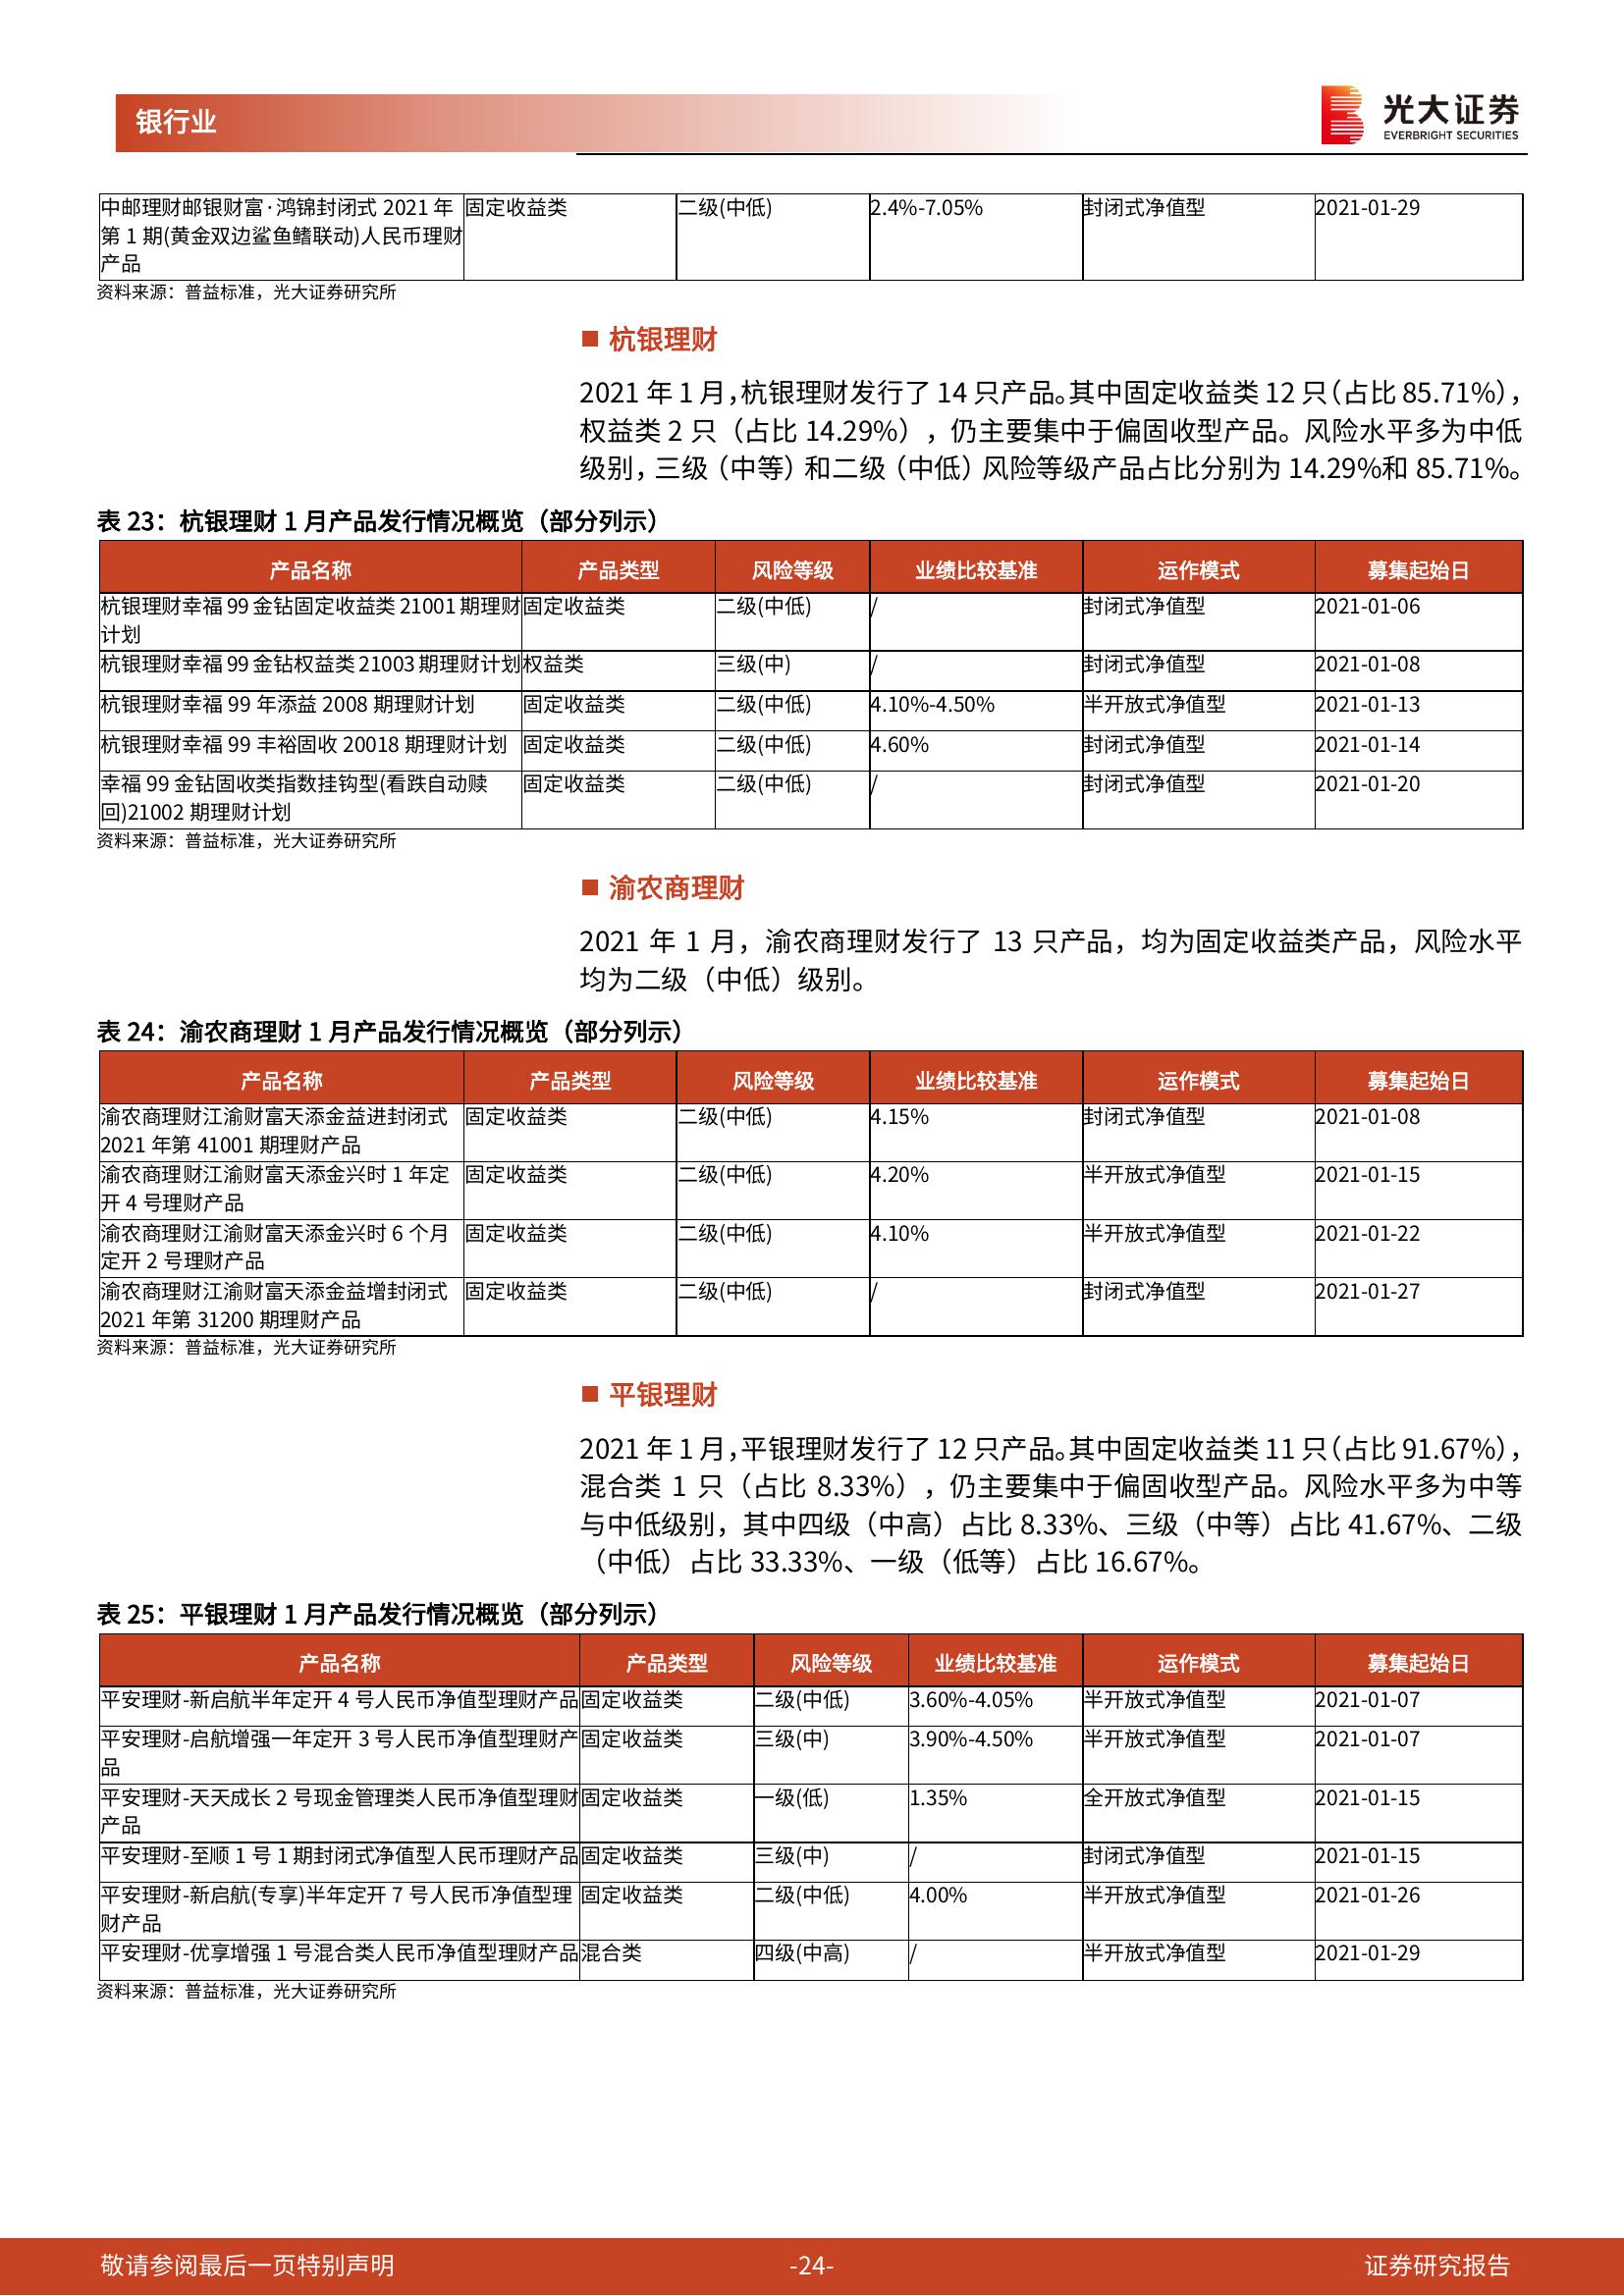 银行业
光大证券
EVERBRIGHT SECURITIES
中邮理财邮银财富·鸿锦封闭式 2021 年 固定收益类 二级(中低) 2.4%-7.05% 封闭式净值型 2021-01-29
第 1 期(黄金双边鲨鱼鳍联动)人民币理财
产品
资料来源：普益标准，光大证券研究所
■ 杭银理财
2021 年 1 月，杭银理财发行了 14 只产品。其中固定收益类 12 只（占比 85.71%），
权益类 2 只（占比 14.29%），仍主要集中于偏固收型产品。风险水平多为中低
级别，三级（中等）和二级（中低）风险等级产品占比分别为 14.29%和 85.71%。
表 23：杭银理财 1 月产品发行情况概览（部分列示）
产品名称 产品类型 风险等级 业绩比较基准 运作模式 募集起始日
杭银理财幸福 99 金钻固定收益类 21001 期理财 固定收益类 二级(中低) / 封闭式净值型 2021-01-06
计划
杭银理财幸福 99 金钻权益类 21003 期理财计划 权益类 三级(中) / 封闭式净值型 2021-01-08
杭银理财幸福 99 年添益 2008 期理财计划 固定收益类 二级(中低) 4.10%-4.50% 半开放式净值型 2021-01-13
杭银理财幸福 99 丰裕固收 20018 期理财计划 固定收益类 二级(中低) 4.60% 封闭式净值型 2021-01-14
幸福 99 金钻固收类指数挂钩型(看跌自动赎 固定收益类 二级(中低) / 封闭式净值型 2021-01-20
回)21002 期理财计划
资料来源：普益标准，光大证券研究所
■ 渝农商理财
2021 年 1 月，渝农商理财发行了 13 只产品，均为固定收益类产品，风险水平
均为二级（中低）级别。
表 24：渝农商理财 1 月产品发行情况概览（部分列示）
产品名称 产品类型 风险等级 业绩比较基准 运作模式 募集起始日
渝农商理财江渝财富天添金益进封闭式 固定收益类 二级(中低) 4.15% 封闭式净值型 2021-01-08
2021 年第 41001 期理财产品
渝农商理财江渝财富天添金兴时 1 年定 固定收益类 二级(中低) 4.20% 半开放式净值型 2021-01-15
开 4 号理财产品
渝农商理财江渝财富天添金兴时 6 个月 固定收益类 二级(中低) 4.10% 半开放式净值型 2021-01-22
定开 2 号理财产品
渝农商理财江渝财富天添金益增封闭式 固定收益类 二级(中低) / 封闭式净值型 2021-01-27
2021 年第 31200 期理财产品
资料来源：普益标准，光大证券研究所
■ 平银理财
2021 年 1 月，平银理财发行了 12 只产品。其中固定收益类 11 只（占比 91.67%），
混合类 1 只（占比 8.33%），仍主要集中于偏固收型产品。风险水平多为中等
与中低级别，其中四级（中高）占比 8.33%、三级（中等）占比 41.67%、二级
（中低）占比 33.33%、一级（低等）占比 16.67%。
表 25：平银理财 1 月产品发行情况概览（部分列示）
产品名称 产品类型 风险等级 业绩比较基准 运作模式 募集起始日
平安理财-新启航半年定开 4 号人民币净值型理财产品 固定收益类 二级(中低) 3.60%-4.05% 半开放式净值型 2021-01-07
平安理财-启航增强一年定开 3 号人民币净值型理财产 固定收益类 三级(中) 3.90%-4.50% 半开放式净值型 2021-01-07
品
平安理财-天天成长 2 号现金管理类人民币净值型理财 固定收益类 一级(低) 1.35% 全开放式净值型 2021-01-15
产品
平安理财-至顺 1 号 1 期封闭式净值型人民币理财产品 固定收益类 三级(中) / 封闭式净值型 2021-01-15
平安理财-新启航(专享)半年定开 7 号人民币净值型理 固定收益类 二级(中低) 4.00% 半开放式净值型 2021-01-26
财产品
平安理财-优享增强 1 号混合类人民币净值型理财产品 混合类 四级(中高) / 半开放式净值型 2021-01-29
资料来源：普益标准，光大证券研究所
敬请参阅最后一页特别声明 -24- 证券研究报告